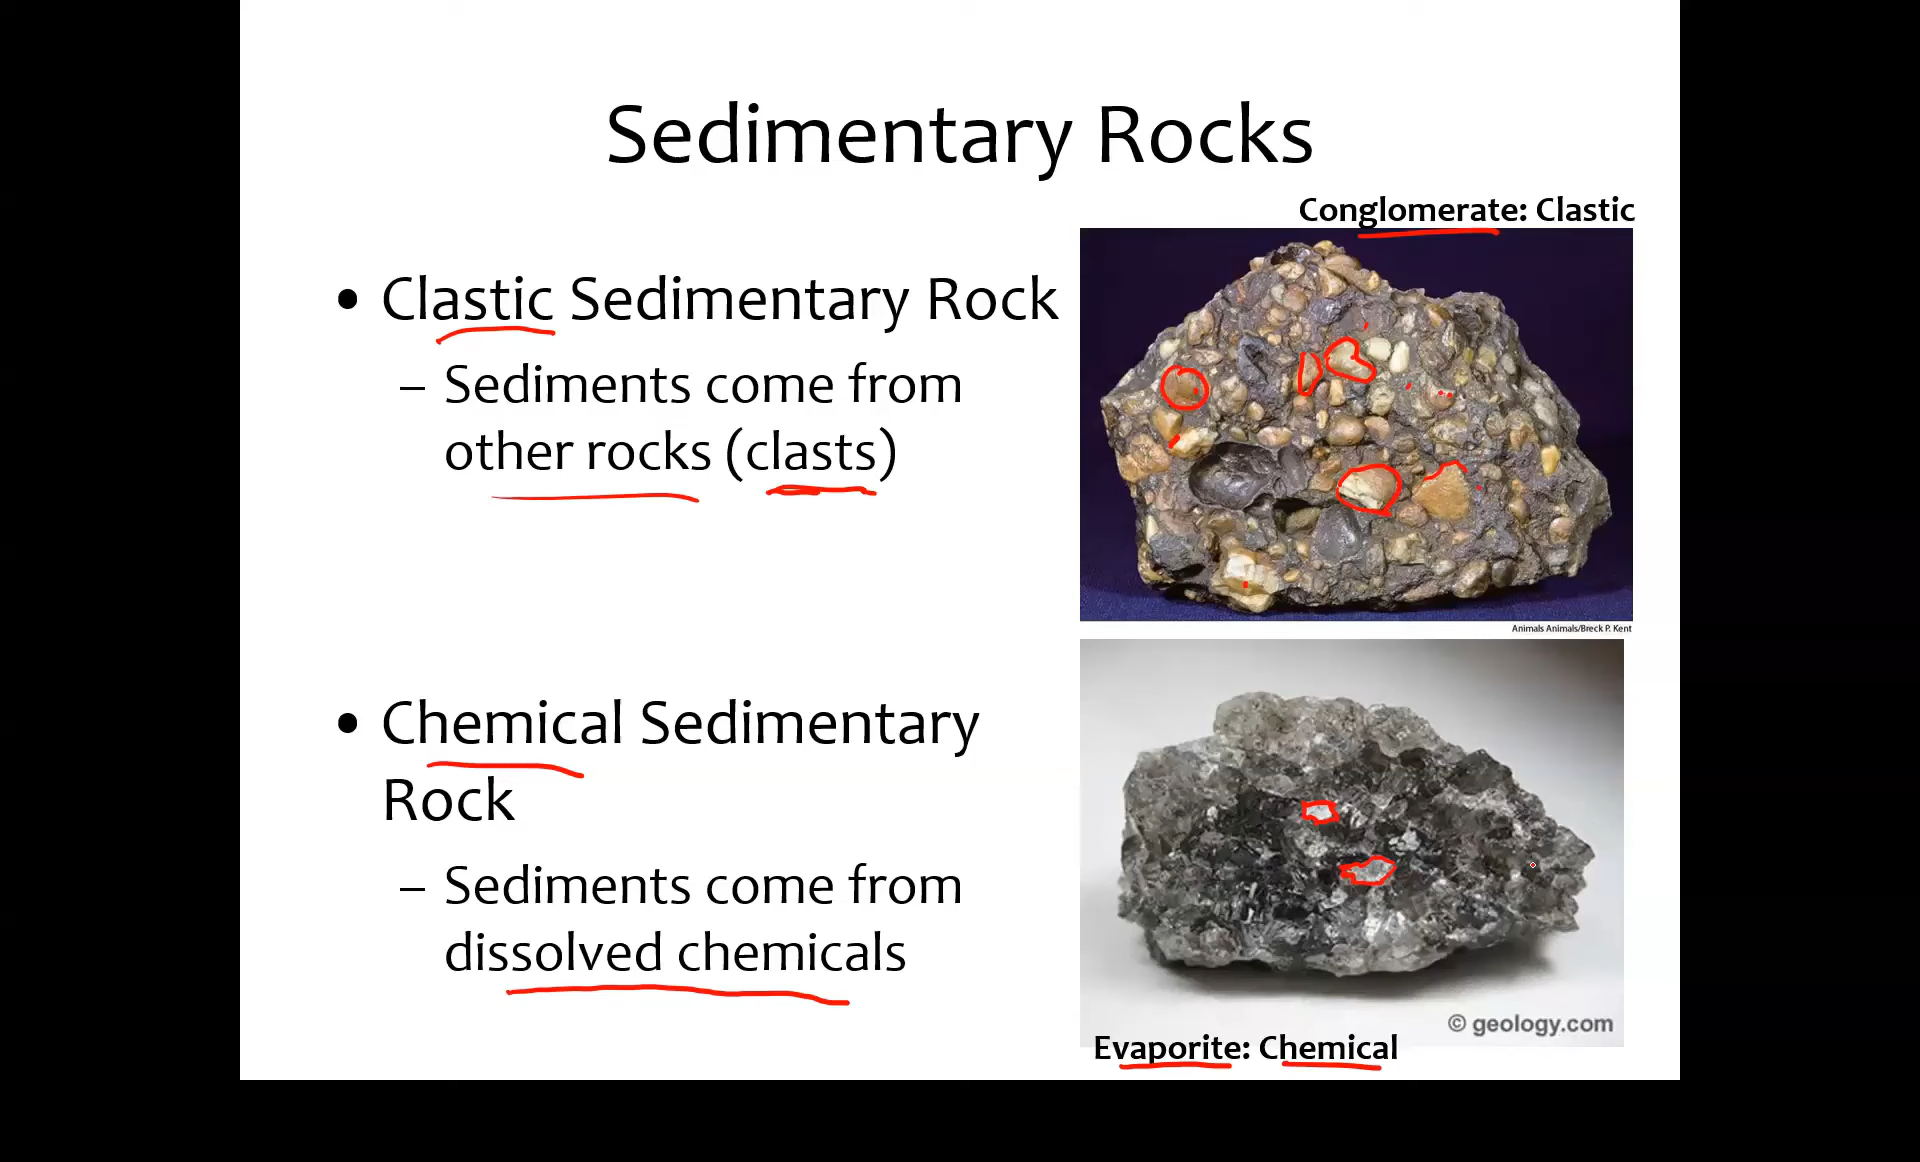 Sedimentary Rocks
Conglomerate: Clastic
• Clastic Sedimentary Rock
– Sediments come from
other rocks (clasts)
Animals Animals/Breck P. Kent
• Chemical Sedimentary
Rock
– Sediments come from
dissolved chemicals
© geology.com
Evaporite: Chemical